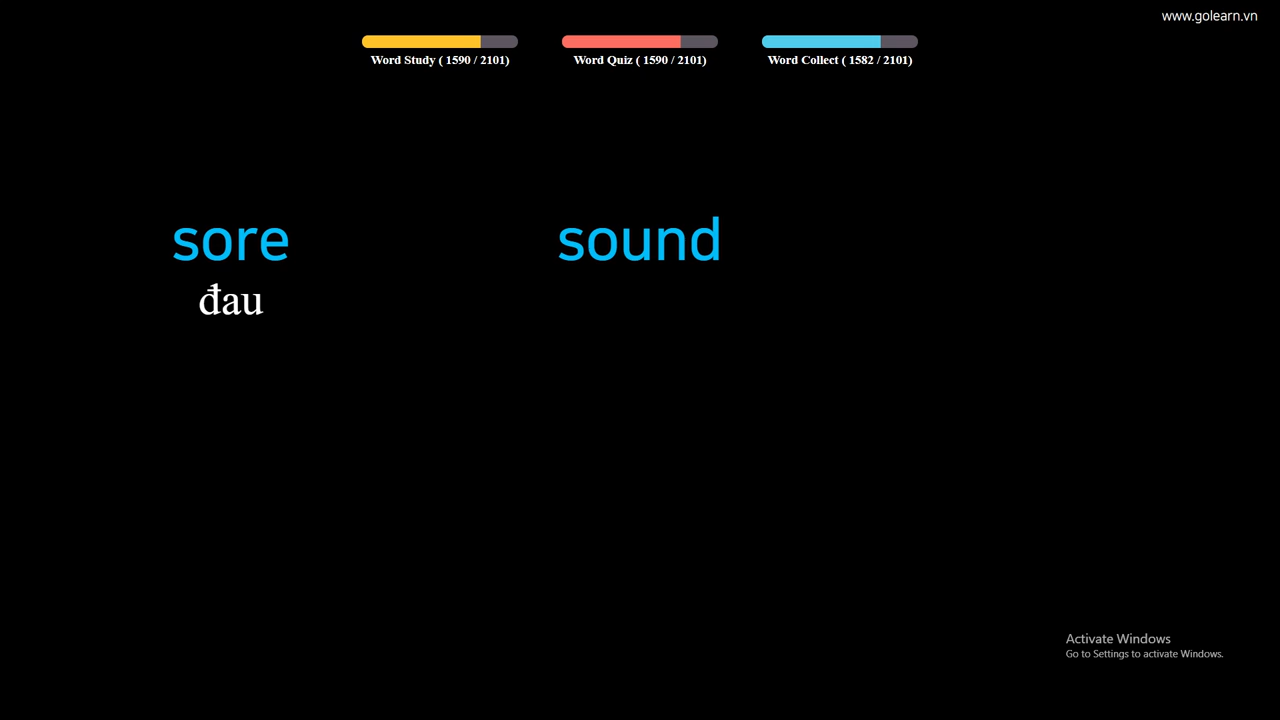 www.golearn.vn
Word Study ( 1590 / 2101)
Word Quiz ( 1590 / 2101)
Word Collect ( 1582 / 2101)
sore
sound
đau
Activate Windows
Go to Settings to activate Windows.